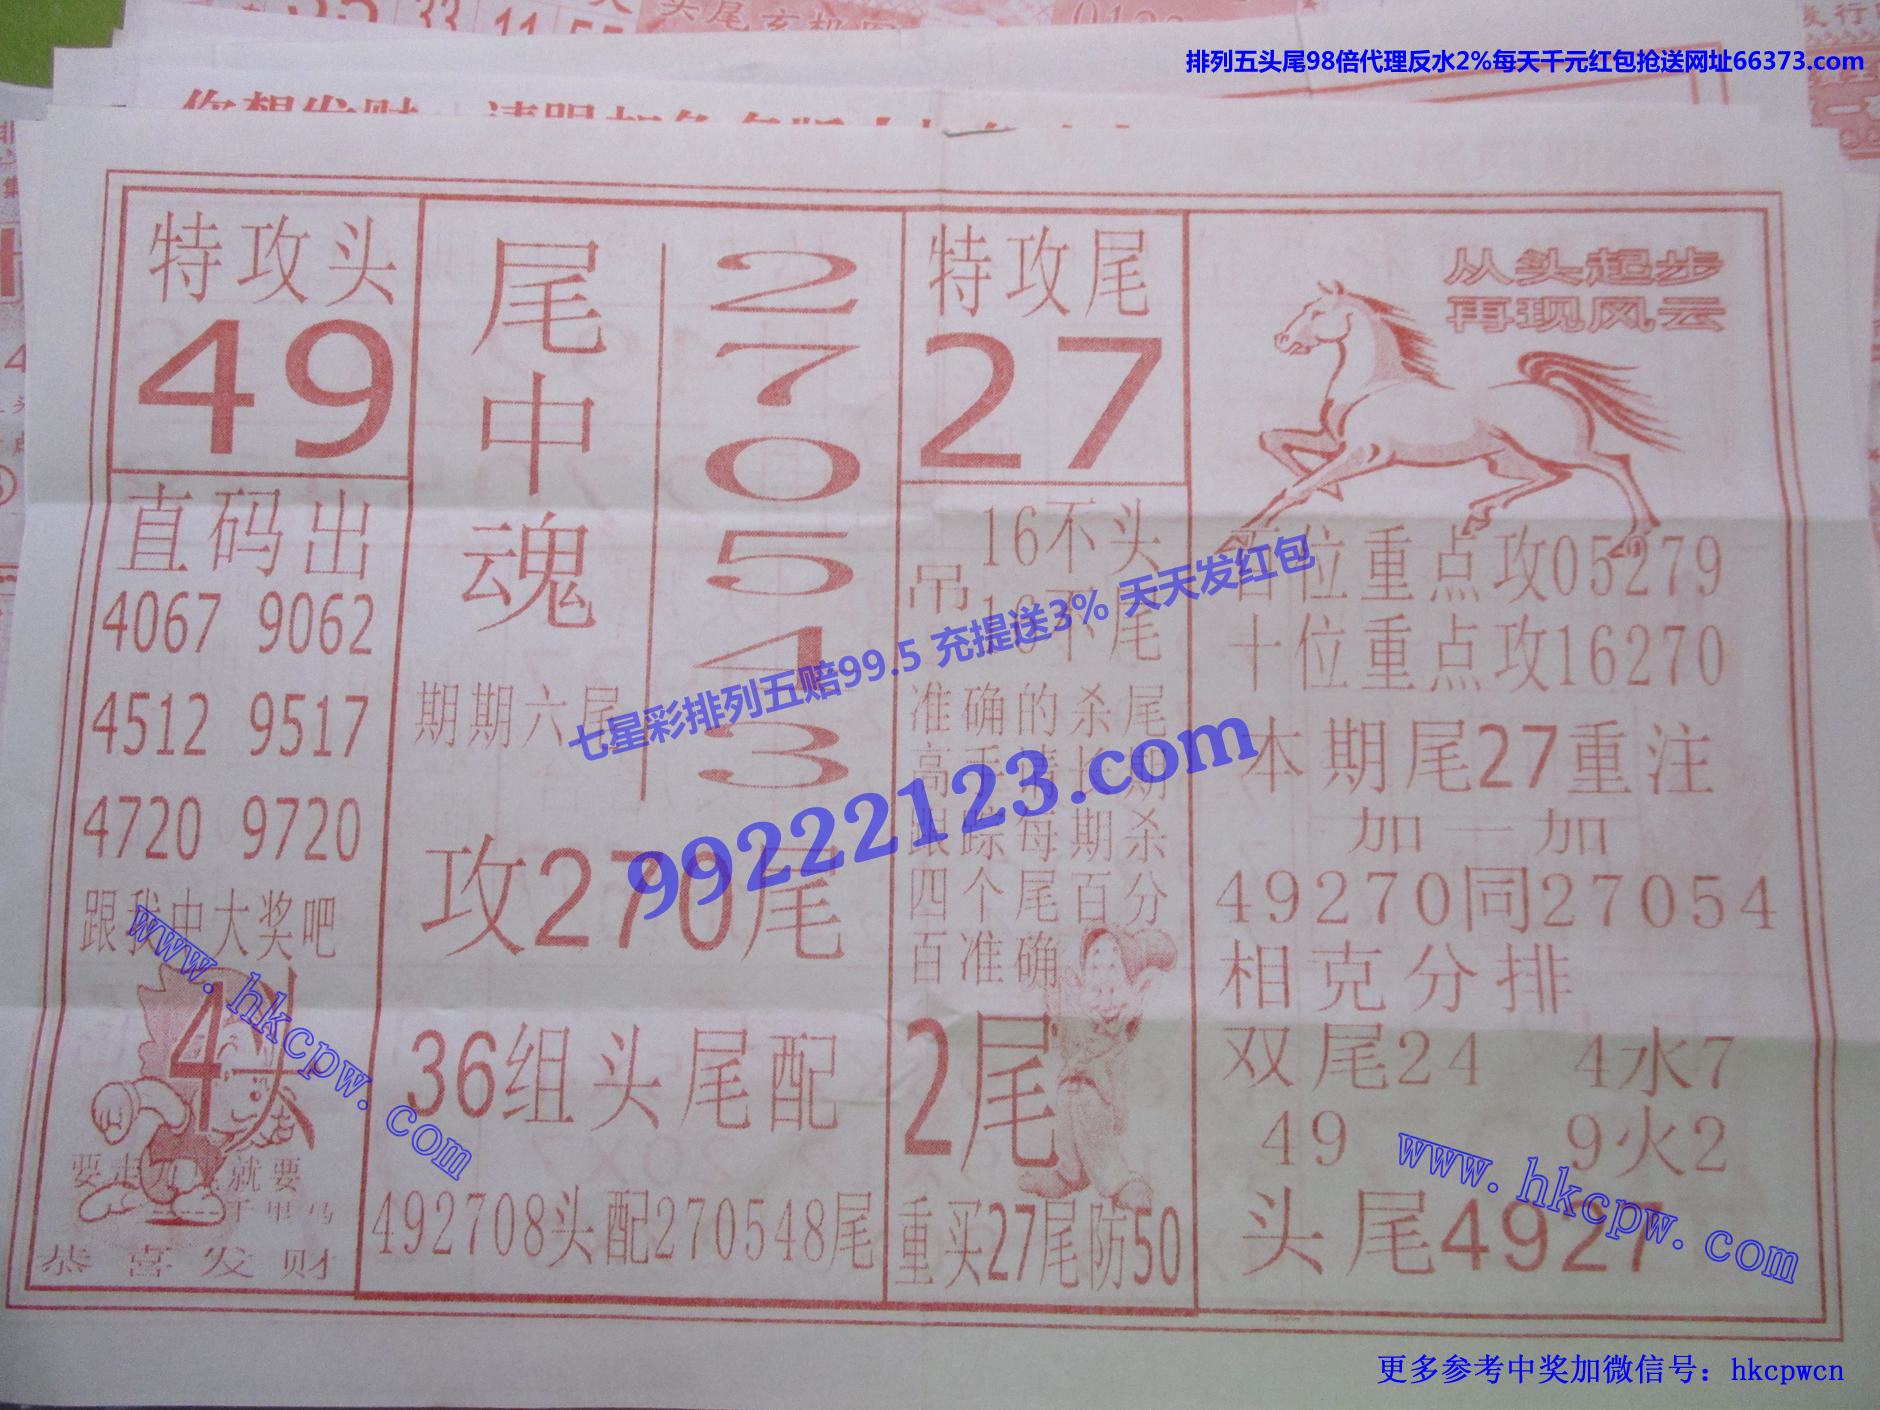 排列五头尾98倍代理反水2%每天千元红包抢送网址66373.com
特攻头
49
直码出
4067 9062
4512 9517
4720 9720
跟我中大奖吧
4头
恭喜发财
尾中魂
期期六尾
2705443
攻270尾
36组头尾配
492708头配270548尾
特攻尾
27
吊
16不头
16不尾
准确的杀尾
高手请长期
跟踪每期杀
四个尾百分
百准确
2尾
重买27尾防50
从头起步
再现风云
百位重点攻05279
十位重点攻16270
本期尾27重注
加一加
49270同27054
相克分排
双尾24 4水7
49 9火2
头尾4927
七星彩排列五赔99.5 充提送3% 天天发红包
99222123.com
www.hkcpw.com
www.hkcpw.com
更多参考中奖加微信号：hkcpwcn